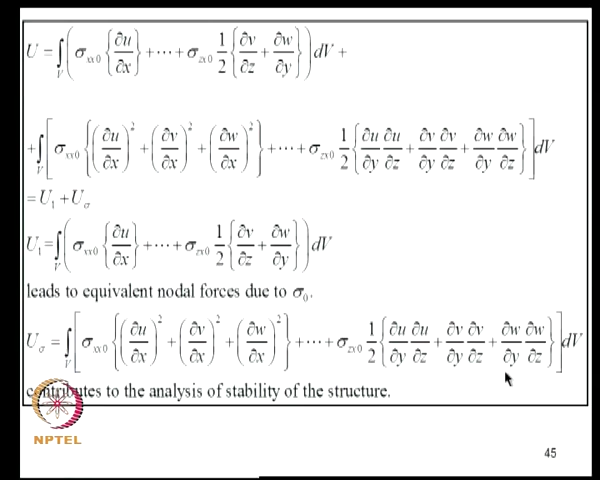 U = ∫_V ( σ_xx0 { ∂u/∂x } + ⋯ + σ_zx0 1/2 { ∂v/∂z + ∂w/∂y } ) dV +
+ ∫_V [ σ_xx0 { (∂u/∂x)² + (∂v/∂x)² + (∂w/∂x)² } + ⋯ + σ_zx0 1/2 { ∂u/∂y ∂u/∂z + ∂v/∂y ∂v/∂z + ∂w/∂y ∂w/∂z } ] dV
= U_1 + U_σ
U_1 = ∫_V ( σ_xx0 { ∂u/∂x } + ⋯ + σ_zx0 1/2 { ∂v/∂z + ∂w/∂y } ) dV
leads to equivalent nodal forces due to σ_0.
U_σ = ∫_V [ σ_xx0 { (∂u/∂x)² + (∂v/∂x)² + (∂w/∂x)² } + ⋯ + σ_zx0 1/2 { ∂u/∂y ∂u/∂z + ∂v/∂y ∂v/∂z + ∂w/∂y ∂w/∂z } ] dV
contributes to the analysis of stability of the structure.
NPTEL
45